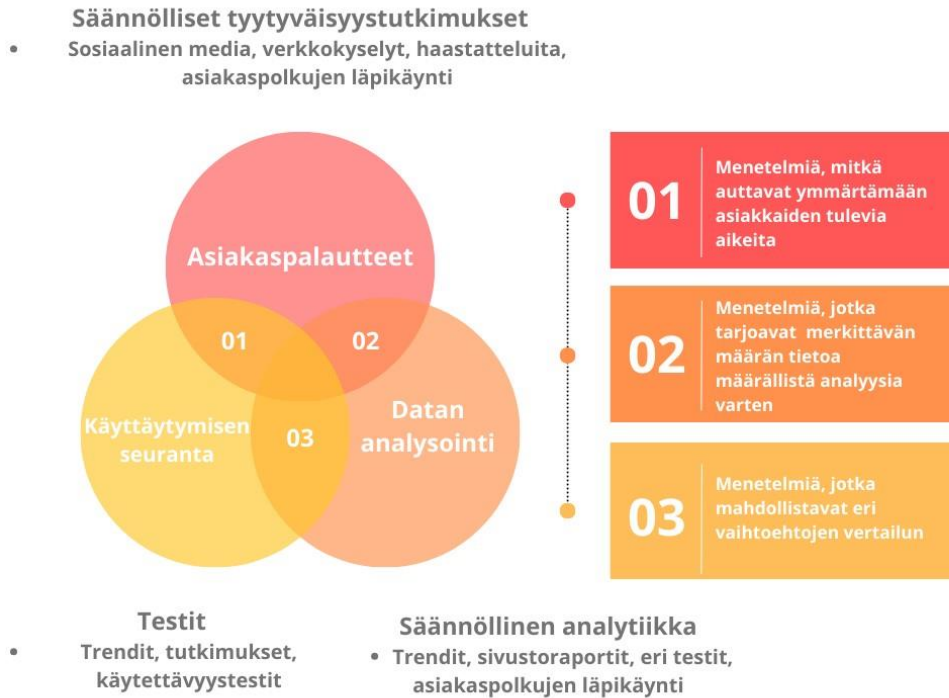 Säännölliset tyytyväisyystutkimukset
• Sosiaalinen media, verkkokyselyt, haastatteluita,
asiakaspolkujen läpikäynti
Asiakaspalautteet
01
02
Käyttäytymisen
seuranta
03
Datan
analysointi
01
Menetelmiä, mitkä
auttavat ymmärtämään
asiakkaiden tulevia
aikeita
02
Menetelmiä, jotka
tarjoavat merkittävän
määrän tietoa
määrällistä analyysia
varten
03
Menetelmiä, jotka
mahdollistavat eri
vaihtoehtojen vertailun
Testit
• Trendit, tutkimukset,
käytettävyystestit
Säännöllinen analytiikka
• Trendit, sivustoraportit, eri testit,
asiakaspolkujen läpikäynti